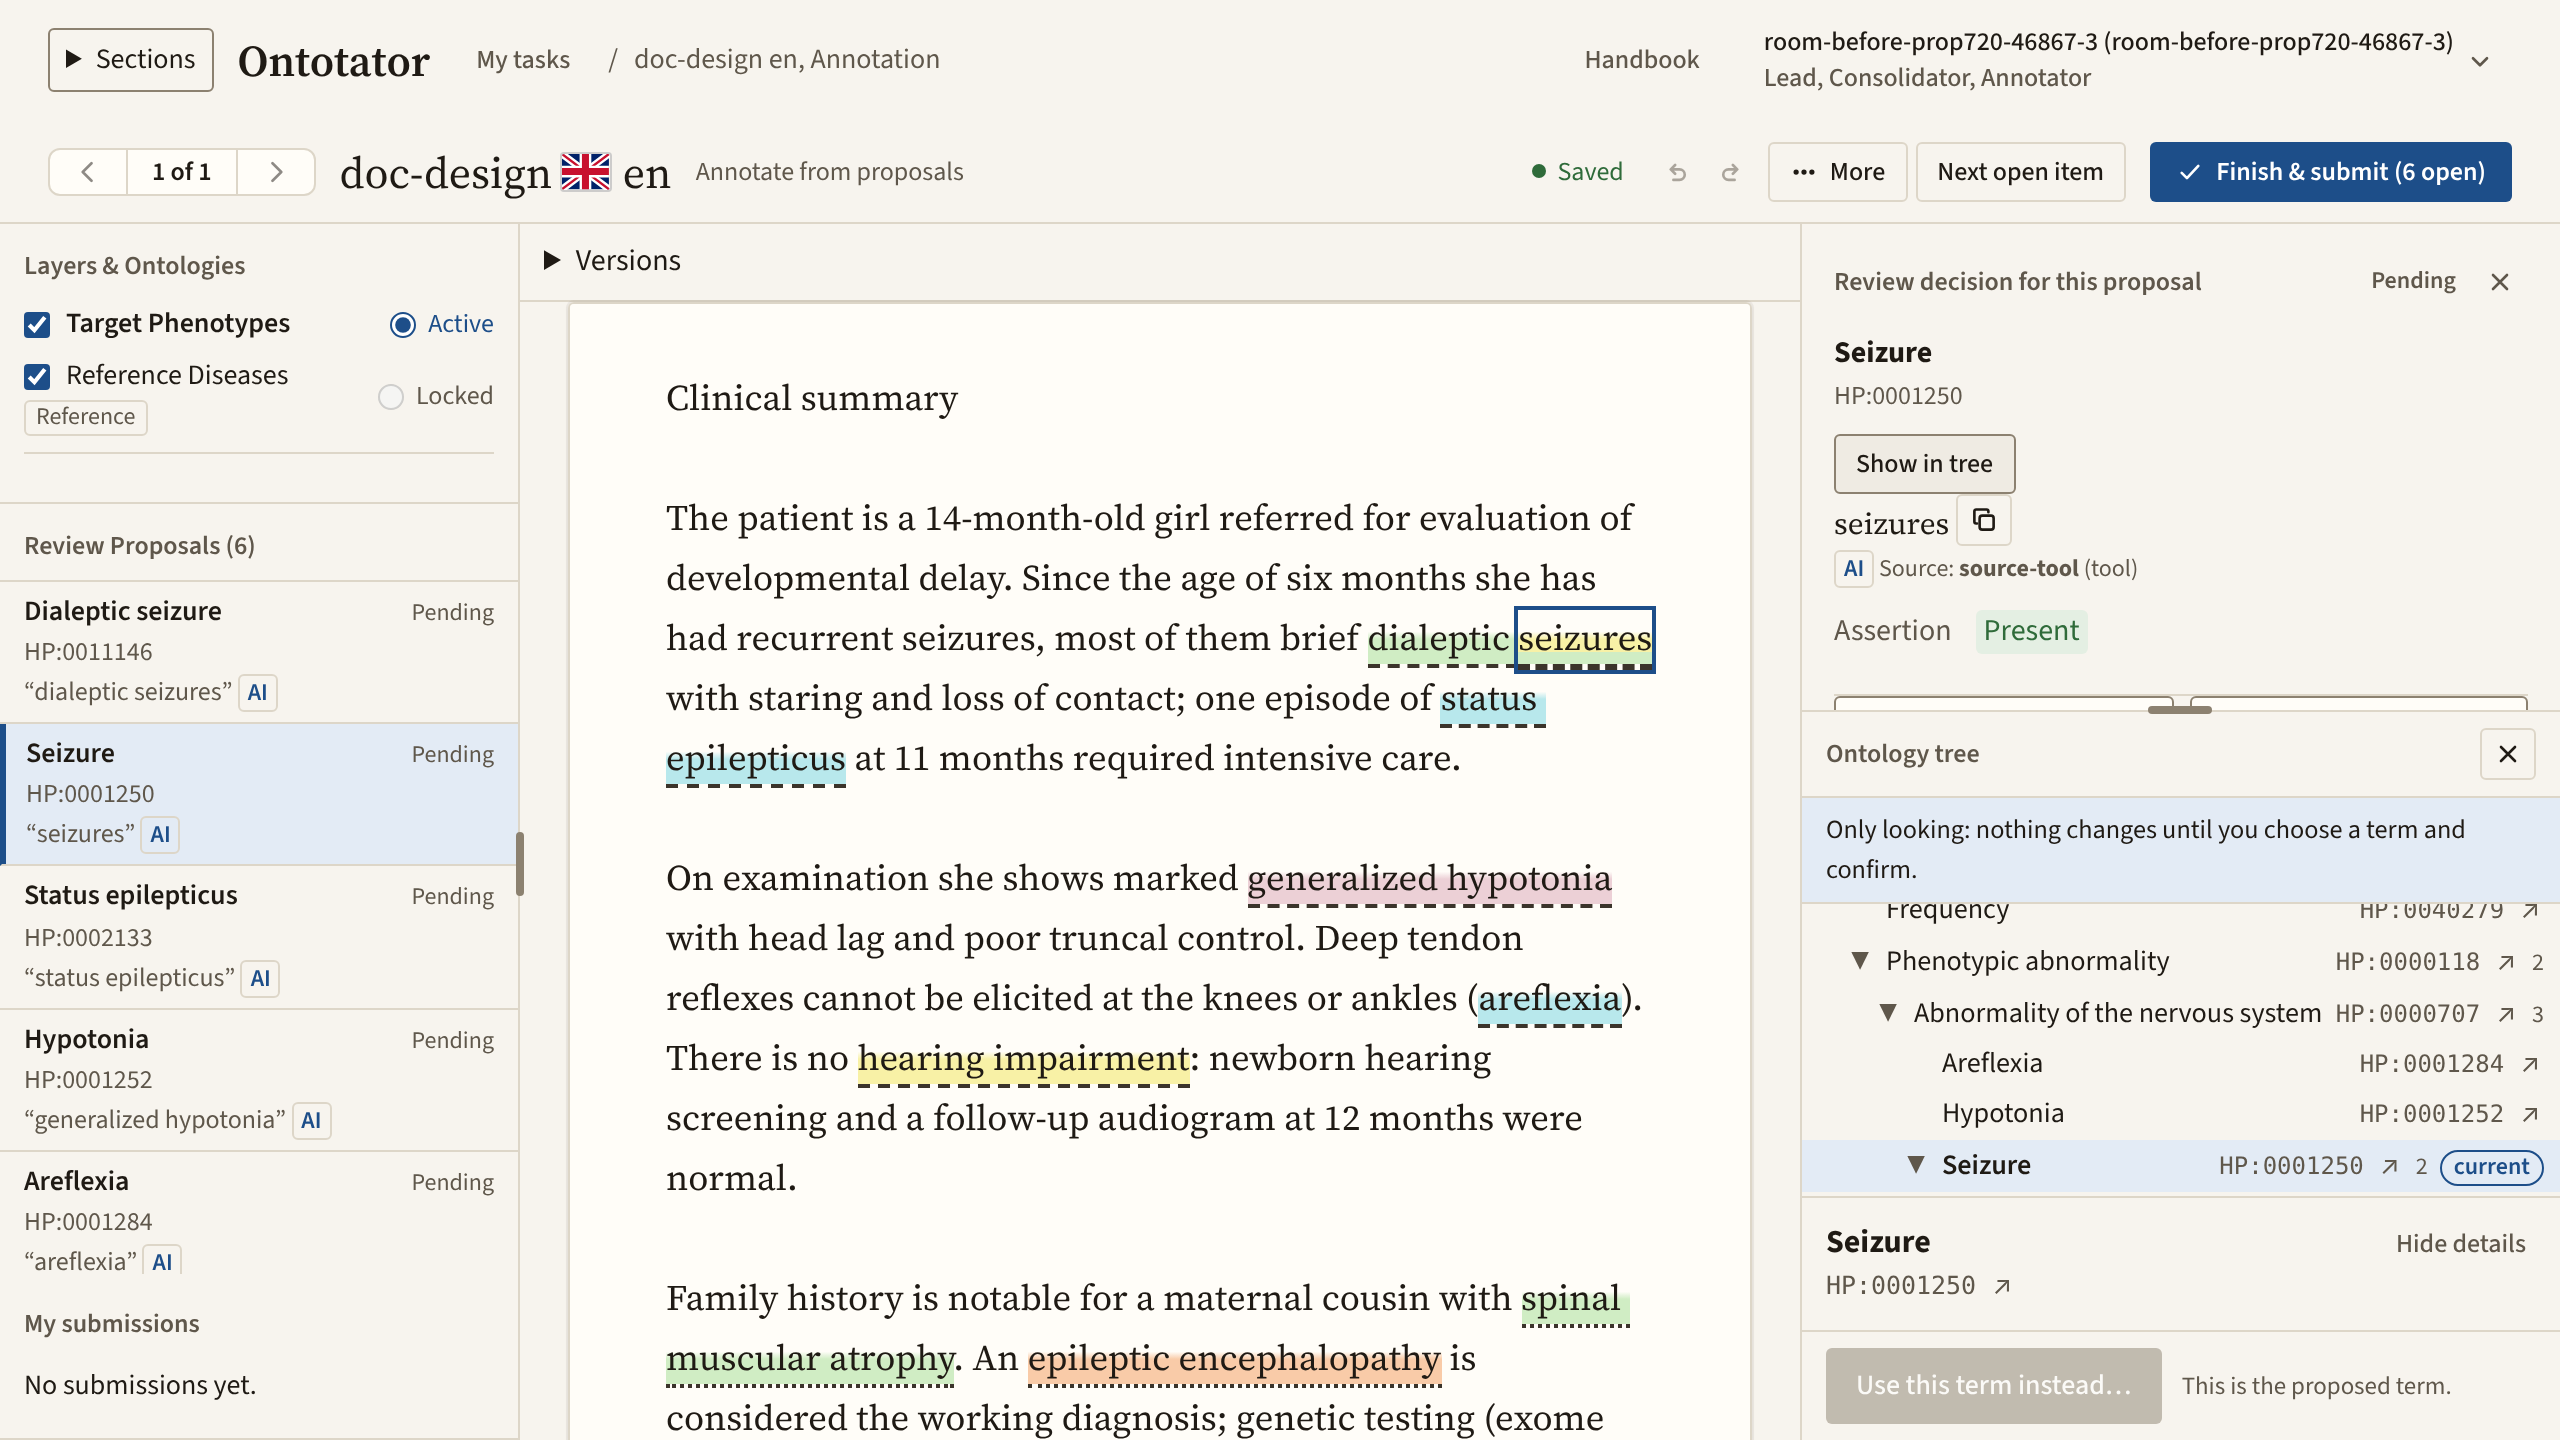 Sections
Ontotator
My tasks / doc-design en, Annotation
Handbook
room-before-prop720-46867-3 (room-before-prop720-46867-3)
Lead, Consolidator, Annotator
1 of 1
doc-design en
Annotate from proposals
Saved
More
Next open item
Finish & submit (6 open)
Layers & Ontologies
Target Phenotypes
Active
Reference Diseases
Reference
Locked
Review Proposals (6)
Dialeptic seizure
Pending
HP:0011146
“dialeptic seizures” AI
Seizure
Pending
HP:0001250
“seizures” AI
Status epilepticus
Pending
HP:0002133
“status epilepticus” AI
Hypotonia
Pending
HP:0001252
“generalized hypotonia” AI
Areflexia
Pending
HP:0001284
“areflexia” AI
My submissions
No submissions yet.
Versions
Clinical summary
The patient is a 14-month-old girl referred for evaluation of
developmental delay. Since the age of six months she has
had recurrent seizures, most of them brief dialeptic seizures
with staring and loss of contact; one episode of status
epilepticus at 11 months required intensive care.
On examination she shows marked generalized hypotonia
with head lag and poor truncal control. Deep tendon
reflexes cannot be elicited at the knees or ankles (areflexia).
There is no hearing impairment: newborn hearing
screening and a follow-up audiogram at 12 months were
normal.
Family history is notable for a maternal cousin with spinal
muscular atrophy. An epileptic encephalopathy is
considered the working diagnosis; genetic testing (exome
Review decision for this proposal
Pending
Seizure
HP:0001250
Show in tree
seizures
AI Source: source-tool (tool)
Assertion Present
Ontology tree
Only looking: nothing changes until you choose a term and
confirm.
Frequency HP:0040279
Phenotypic abnormality HP:0000118 2
Abnormality of the nervous system HP:0000707 3
Areflexia HP:0001284
Hypotonia HP:0001252
Seizure HP:0001250 2 current
Seizure
Hide details
HP:0001250
Use this term instead…
This is the proposed term.